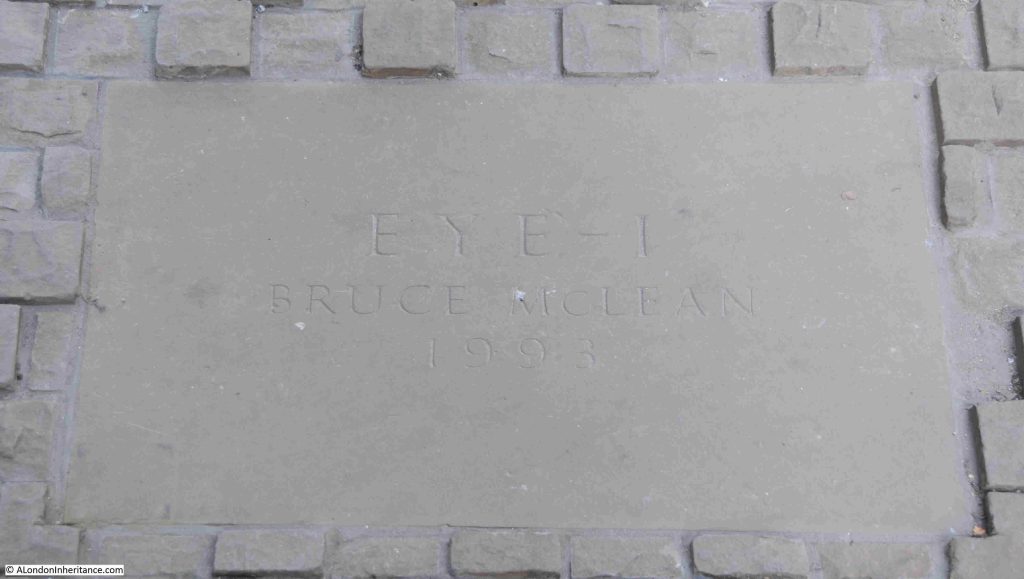 EYE-I
BRUCE McLEAN
1993
© ALondonInheritance.com